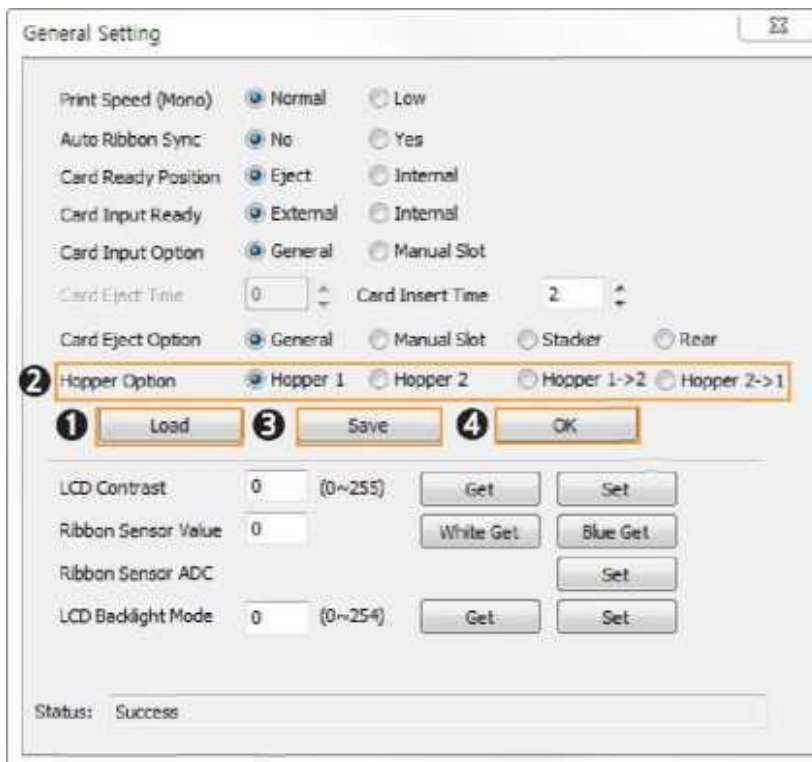 General Setting
Print Speed (Mono) Normal Low
Auto Ribbon Sync No Yes
Card Ready Position Eject Internal
Card Input Ready External Internal
Card Input Option General Manual Slot
Card Eject Time 0 Card Insert Time 2
Card Eject Option General Manual Slot Stacker Rear
2 Hopper Option Hopper 1 Hopper 2 Hopper 1->2 Hopper 2->1
1 Load 3 Save 4 OK
LCD Contrast 0 (0~255) Get Set
Ribbon Sensor Value 0 White Get Blue Get
Ribbon Sensor ADC Set
LCD Backlight Mode 0 (0~254) Get Set
Status: Success